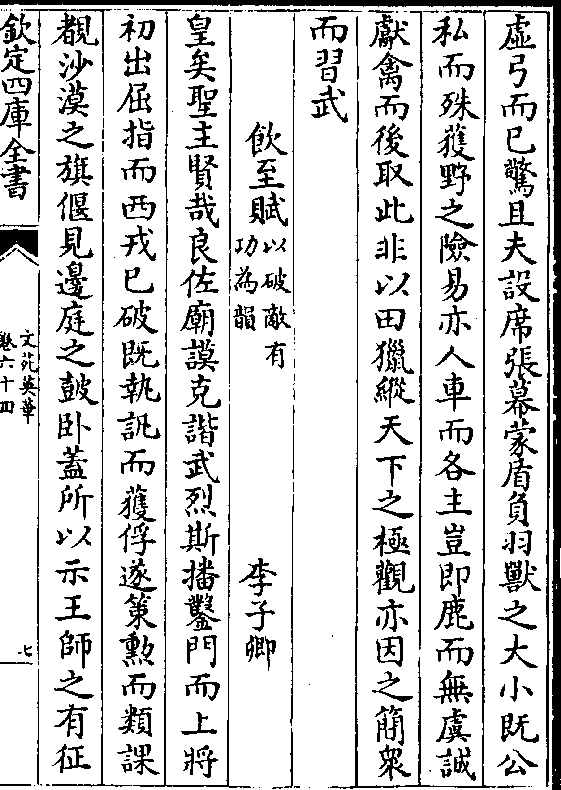 虛弓而已驚且夫設席張幕蒙盾負羽獸之大小既公
私而殊獲野之險易亦人車而各主豈即鹿而無虞誠
獻禽而後取此非以田獵縱天下之極觀亦因之簡衆
而習武
飲至賦以破敵有功為韻 李子卿
皇矣聖主賢哉良佐廟謨克諧武烈斯播鑿門而上將
初出屈指而西戎已破既執訊而獲俘遂策勲而類課
覩沙漠之旗偃見邊庭之鼓卧葢所以示王師之有征
欽定四庫全書
文苑英華
卷六十四
七